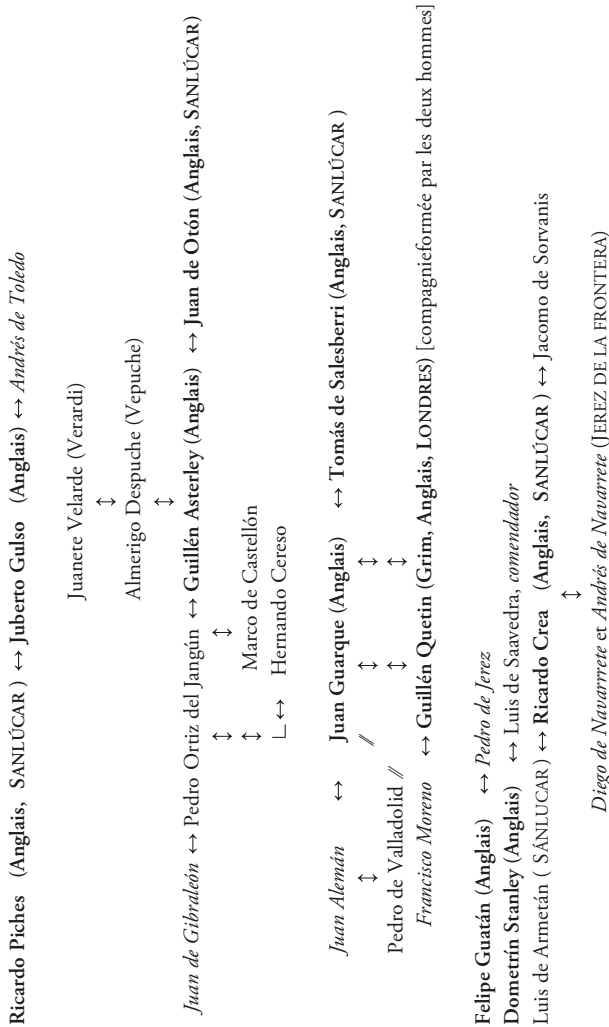 Ricardo Piches (Anglais, SANLÚCAR ) ↔ Juberto Gulso (Anglais) ↔ Andrés de Toledo
Juanete Velarde (Verardi)
↕
Almerigo Despuche (Vepuche)
↕
Juan de Gibraleón ↔ Pedro Ortiz del Jangún ↔ Guillén Asterley (Anglais) ↔ Juan de Otón (Anglais, SANLÚCAR)
↕ ↕
↕ Marco de Castellón
∟↔ Hernando Cereso
Juan Alemán ↔ Juan Guarque (Anglais) ↔ Tomás de Salesberri (Anglais, SANLÚCAR )
↕ // ↕ ↕
Pedro de Valladolid // ↕ ↕
Francisco Moreno ↔ Guillén Quetin (Grim, Anglais, LONDRES) [compagnieformée par les deux hommes]
Felipe Guatán (Anglais) ↔ Pedro de Jerez
Dometrín Stanley (Anglais) ↔ Luis de Saavedra, comendador
Luis de Armetán ( SÁNLUCAR) ↔ Ricardo Crea (Anglais, SANLÚCAR ) ↔ Jacomo de Sorvanis
↕
Diego de Navarrrete et Andrés de Navarrete (JEREZ DE LA FRONTERA)